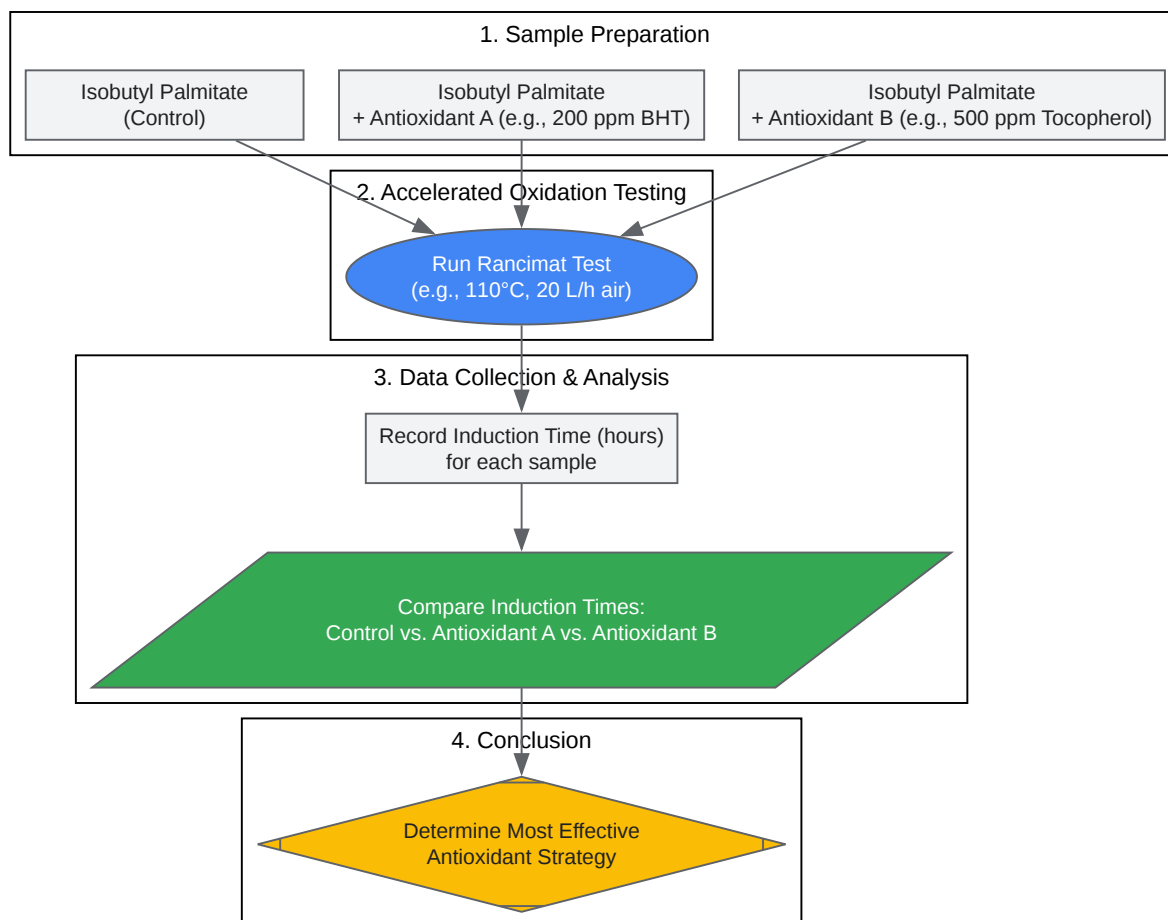 1. Sample Preparation
Isobutyl Palmitate
(Control)
Isobutyl Palmitate
+ Antioxidant A (e.g., 200 ppm BHT)
Isobutyl Palmitate
+ Antioxidant B (e.g., 500 ppm Tocopherol)
2. Accelerated Oxidation Testing
Run Rancimat Test
(e.g., 110°C, 20 L/h air)
3. Data Collection & Analysis
Record Induction Time (hours)
for each sample
Compare Induction Times:
Control vs. Antioxidant A vs. Antioxidant B
4. Conclusion
Determine Most Effective
Antioxidant Strategy